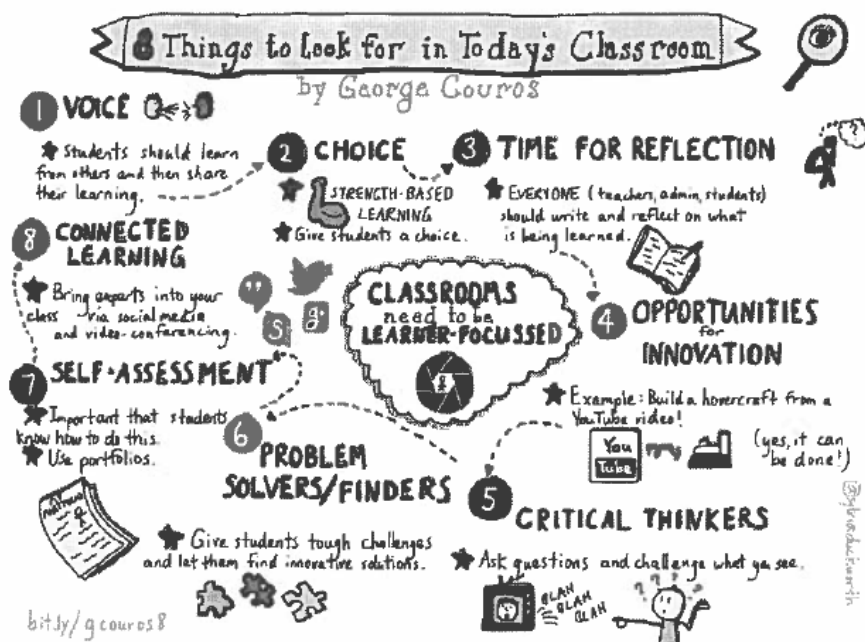 8 Things to Look for in Today's Classroom
by George Couros
1 VOICE
Students should learn
from others and then share
their learning.
2 CHOICE
STRENGTH-BASED
LEARNING
Give students a choice.
3 TIME FOR REFLECTION
?
EVERYONE (teachers, admin, students)
should write and reflect on what
is being learned.
CLASSROOMS
need to be
LEARNER-FOCUSSED
4 OPPORTUNITIES
for
INNOVATION
Example: Build a hovercraft from a
YouTube video!
You
Tube
(yes, it can
be done!)
5 CRITICAL THINKERS
Ask questions and challenge what you see.
BLAH
BLAH
BLAH
? ? ? ?
6 PROBLEM
SOLVERS/FINDERS
Give students tough challenges
and let them find innovative solutions.
7 SELF-ASSESSMENT
Important that students
know how to do this.
Use portfolios.
8 CONNECTED
LEARNING
Bring experts into your
class via social media
and video-conferencing.
S
g+
bit.ly/gcouros8
@sylviaduckworth